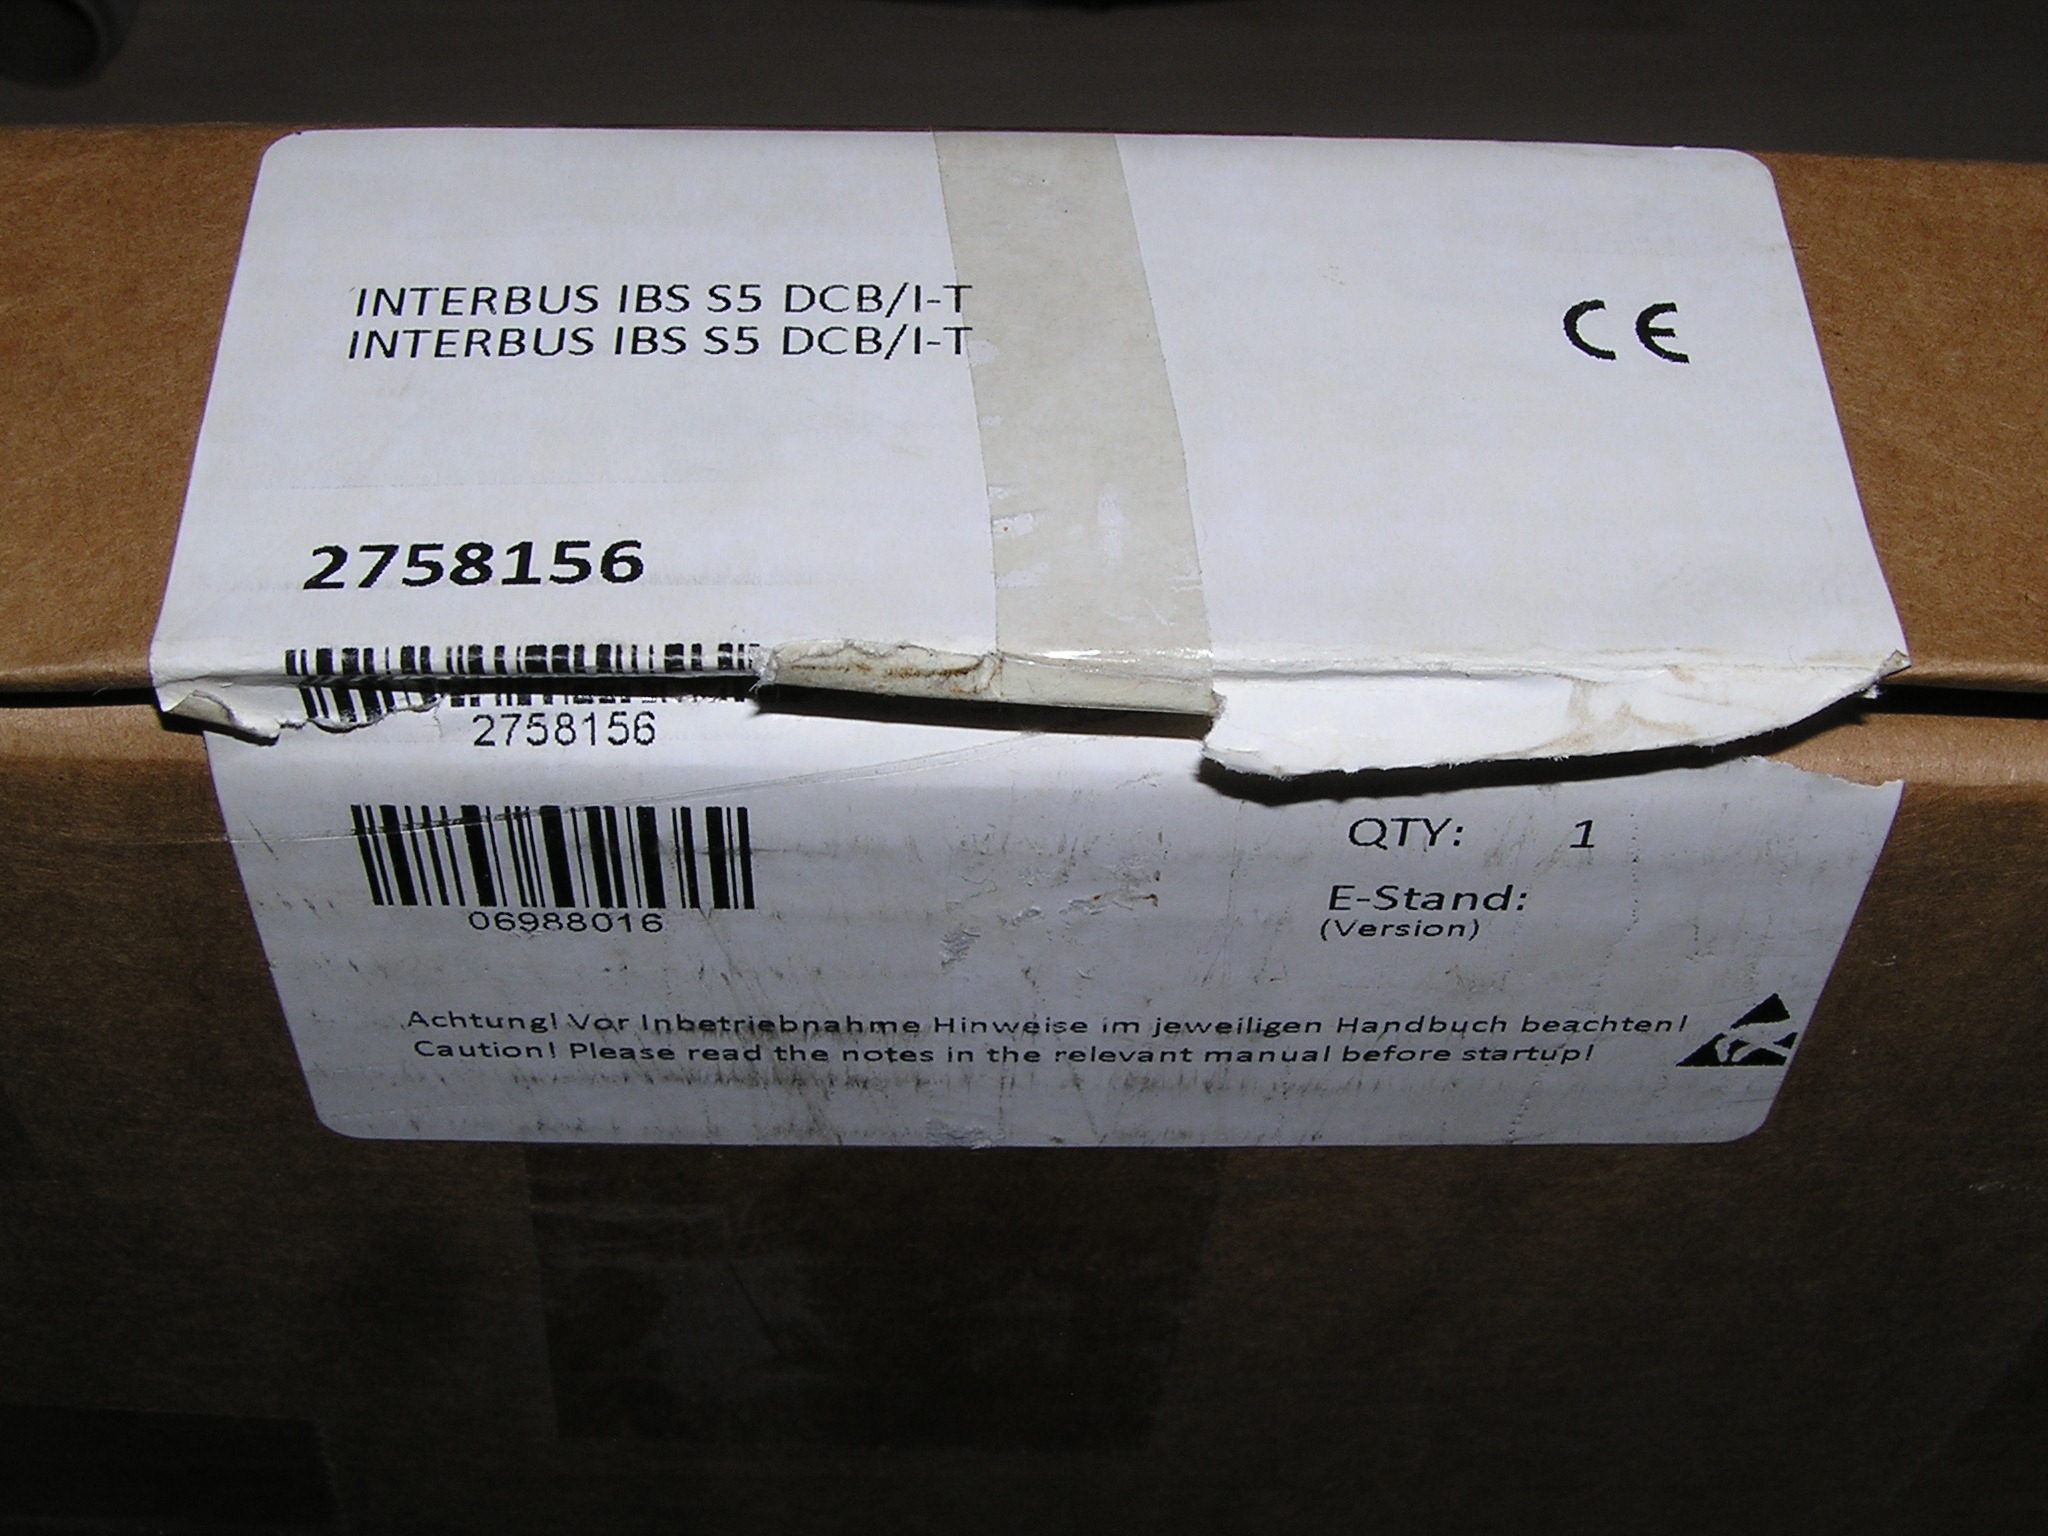 INTERBUS IBS S5 DCB/I-T
INTERBUS IBS S5 DCB/I-T
CE
2758156
2758156
06988016
QTY: 1
E-Stand:
(Version)
Achtung! Vor Inbetriebnahme Hinweise im jeweiligen Handbuch beachten!
Caution! Please read the notes in the relevant manual before startup!